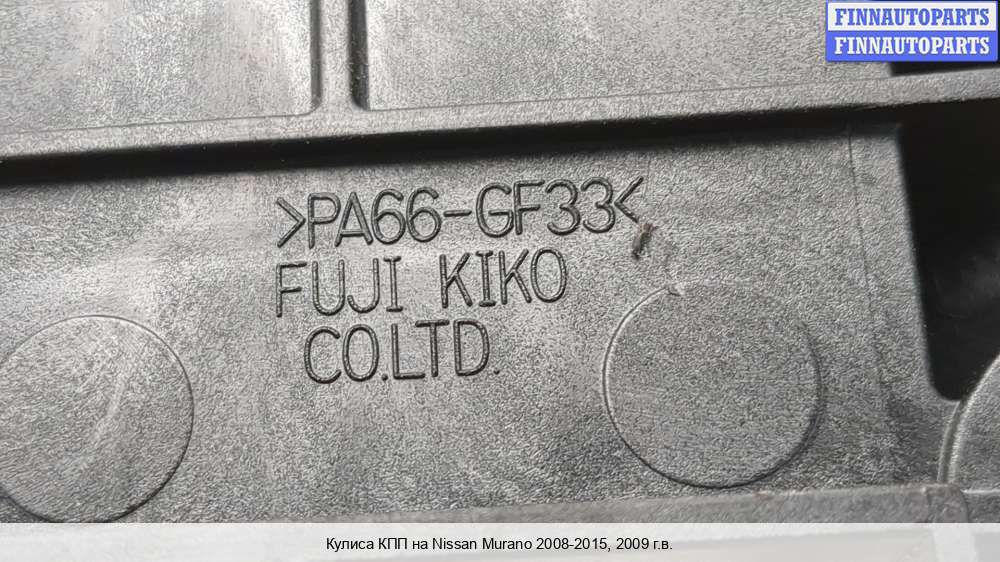 FINNAUTOPARTS
FINNAUTOPARTS
>PA66-GF33<
FUJI KIKO
CO.LTD.
Кулиса КПП на Nissan Murano 2008-2015, 2009 г.в.